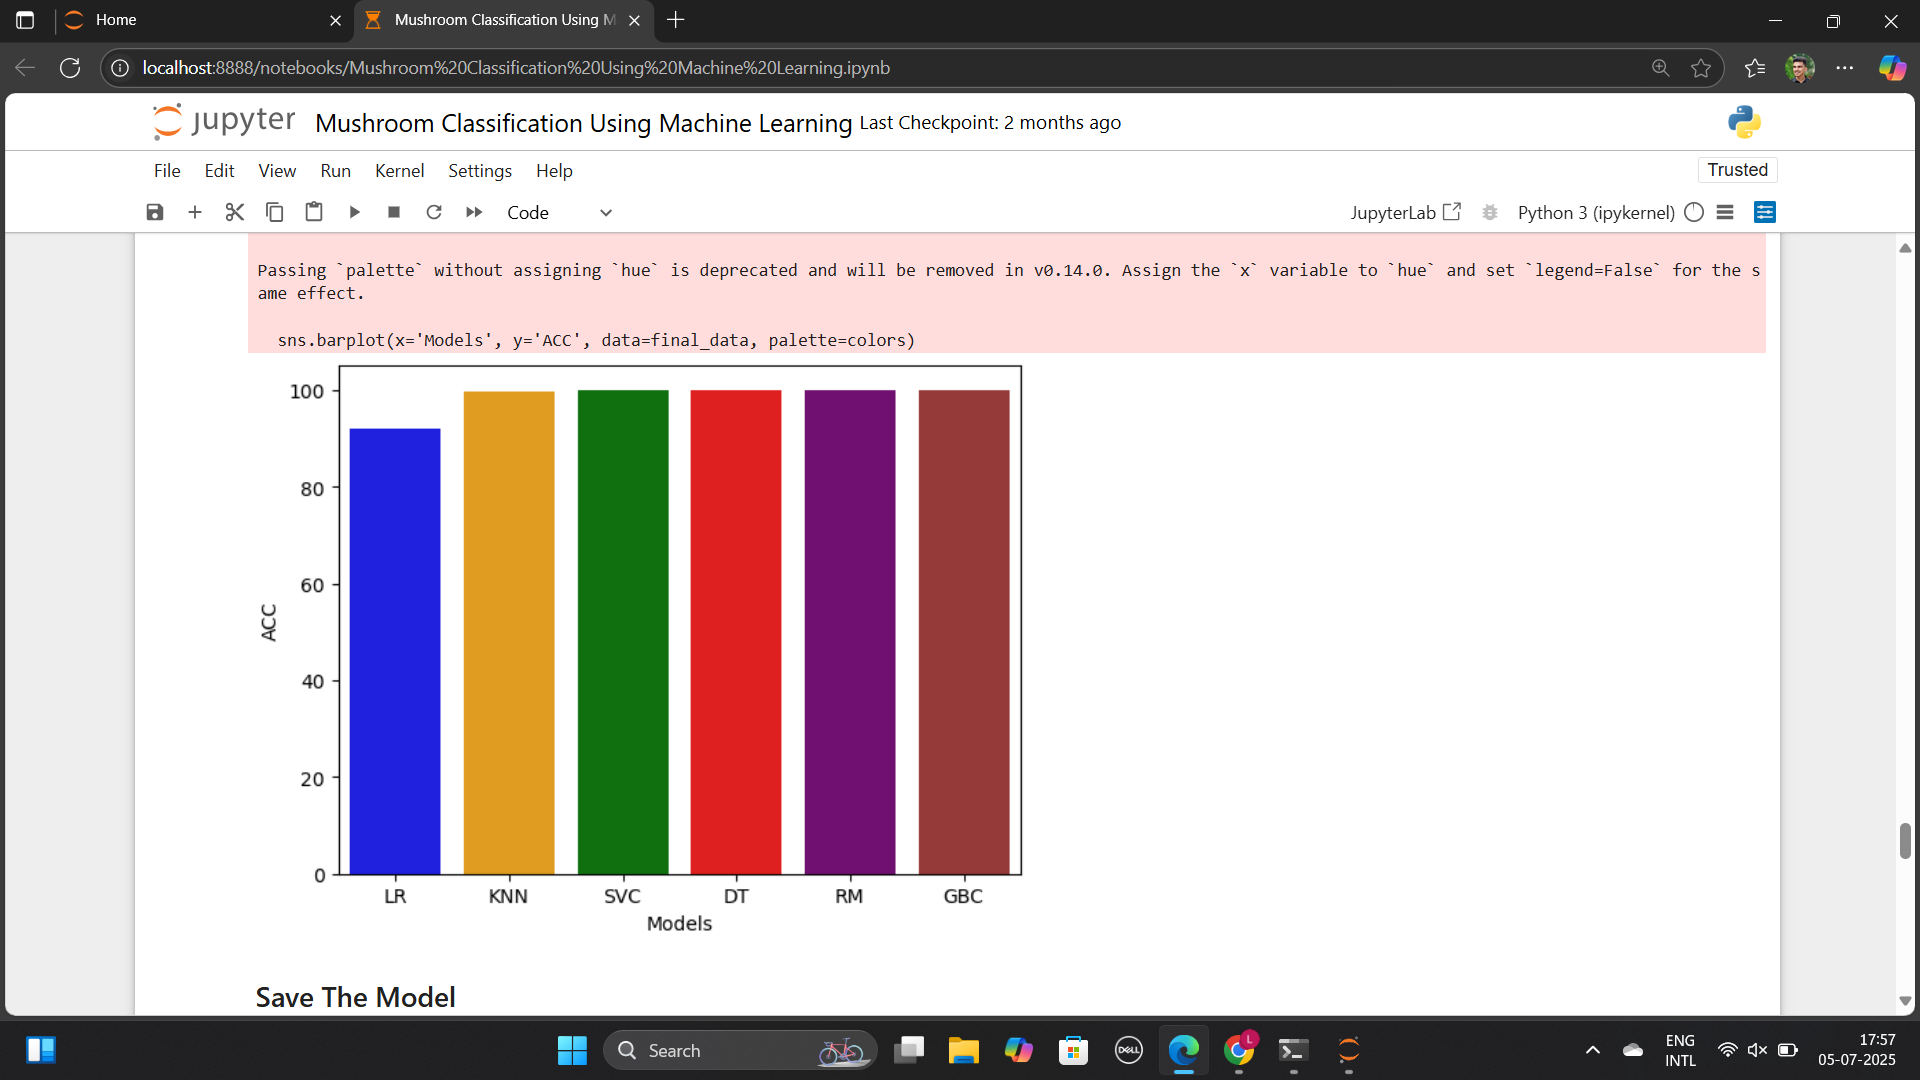 Home
Mushroom Classification Using M
localhost:8888/notebooks/Mushroom%20Classification%20Using%20Machine%20Learning.ipynb
jupyter Mushroom Classification Using Machine Learning Last Checkpoint: 2 months ago
File Edit View Run Kernel Settings Help
Trusted
Code
JupyterLab
Python 3 (ipykernel)
Passing `palette` without assigning `hue` is deprecated and will be removed in v0.14.0. Assign the `x` variable to `hue` and set `legend=False` for the s
ame effect.
sns.barplot(x='Models', y='ACC', data=final_data, palette=colors)
100
80
60
40
20
0
ACC
LR KNN SVC DT RM GBC
Models
Save The Model
Search
DELL
L
ENG
INTL
17:57
05-07-2025